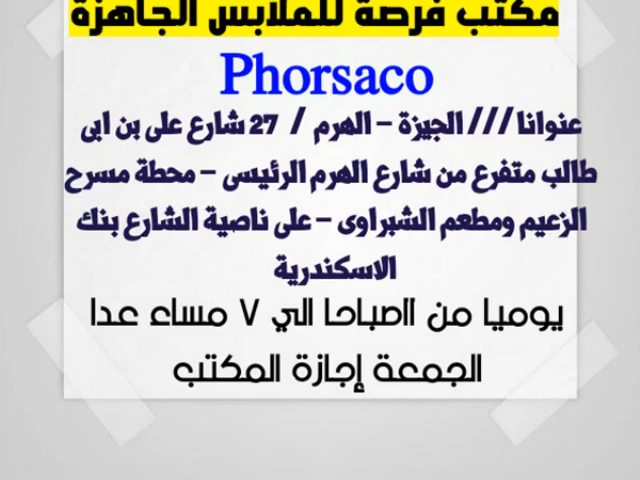 مكتب فرصة للملابس الجاهزة
Phorsaco
عنوانا /// الجيزة – الهرم / 27 شارع على بن ابى
طالب متفرع من شارع الهرم الرئيسى – محطة مسرح
الزعيم ومطعم الشبراوى – على ناصية الشارع بنك
الاسكندرية
يوميا من 11صباحا الي ٧ مساء عدا
الجمعة إجازة المكتب